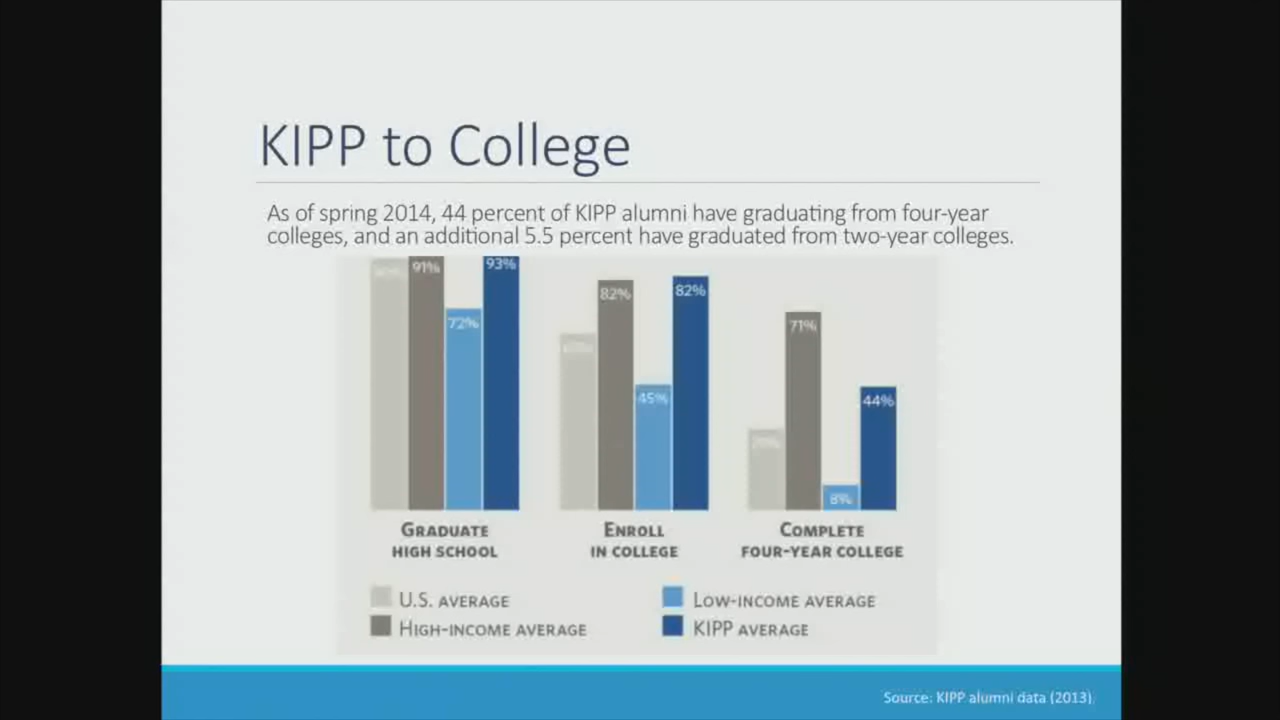 KIPP to College
As of spring 2014, 44 percent of KIPP alumni have graduating from four-year
colleges, and an additional 5.5 percent have graduated from two-year colleges.
91% 72% 93%
82% 45% 82%
71% 8% 44%
GRADUATE
HIGH SCHOOL
ENROLL
IN COLLEGE
COMPLETE
FOUR-YEAR COLLEGE
U.S. AVERAGE
HIGH-INCOME AVERAGE
LOW-INCOME AVERAGE
KIPP AVERAGE
Source: KIPP alumni data (2013).